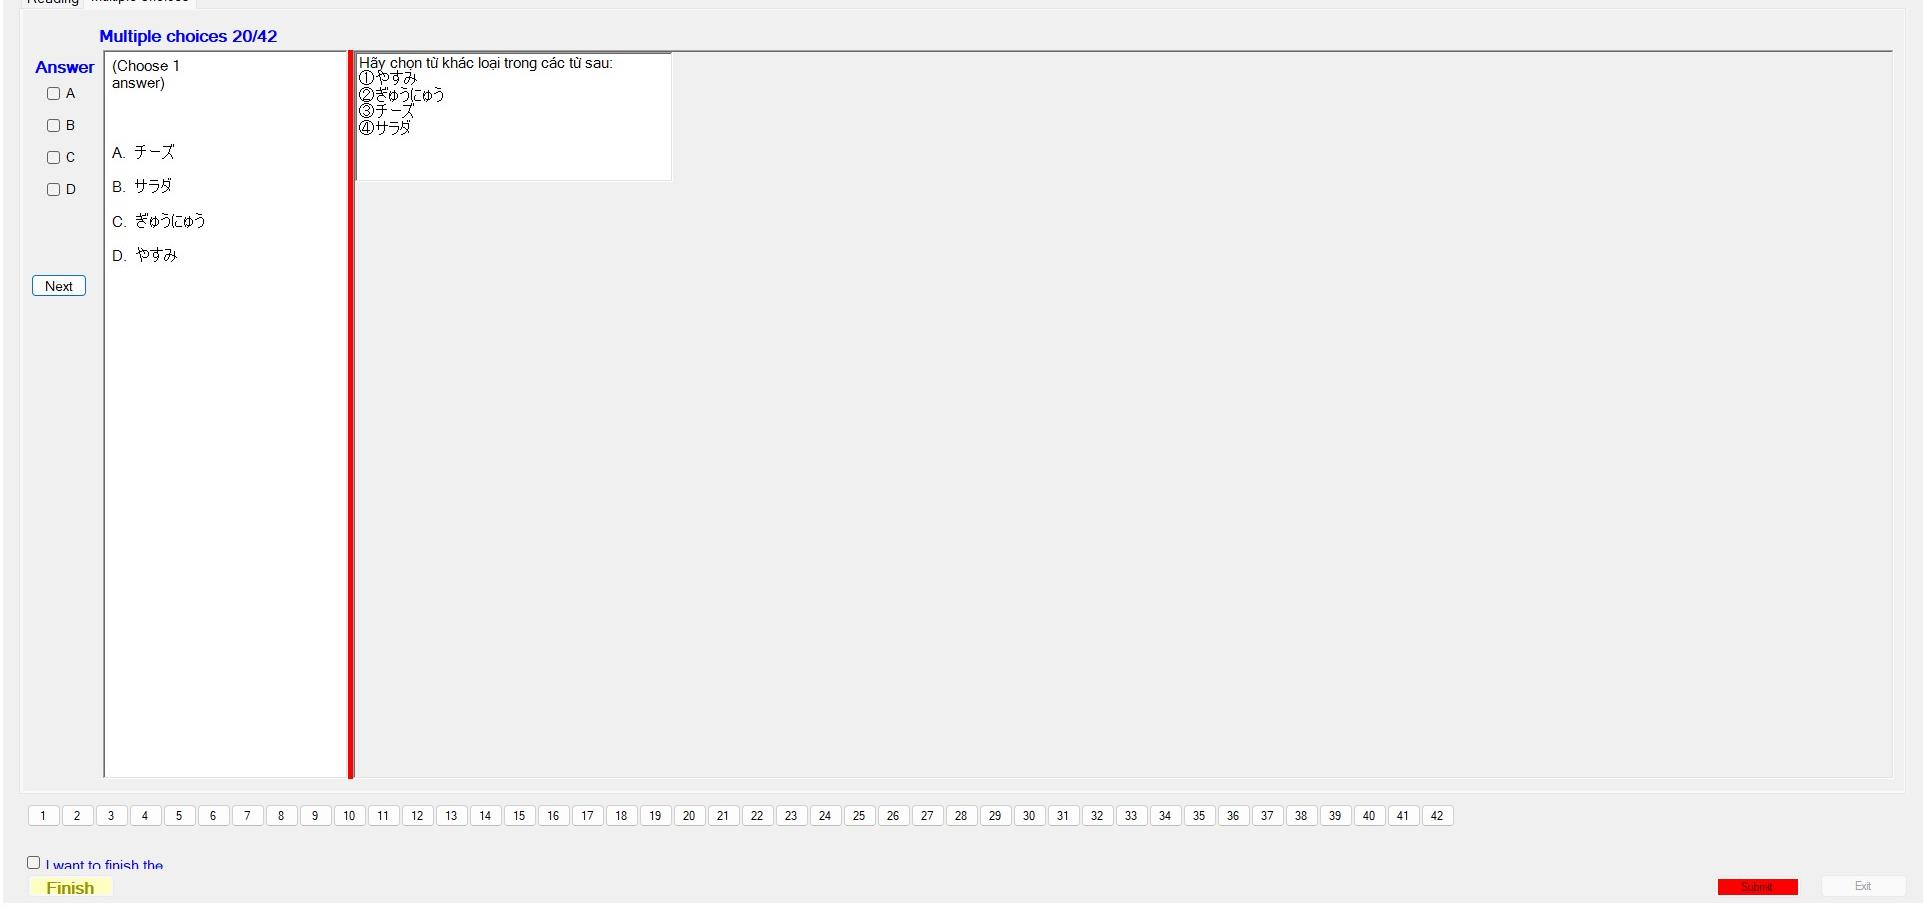 Reading Multiple Choices
Multiple choices 20/42
Answer
A
B
C
D
Next
(Choose 1
answer)
A. チーズ
B. サラダ
C. ぎゅうにゅう
D. やすみ
Hãy chọn từ khác loại trong các từ sau:
①やすみ
②ぎゅうにゅう
③チーズ
④サラダ
1 2 3 4 5 6 7 8 9 10 11 12 13 14 15 16 17 18 19 20 21 22 23 24 25 26 27 28 29 30 31 32 33 34 35 36 37 38 39 40 41 42
I want to finish the
Finish
Submit Exit